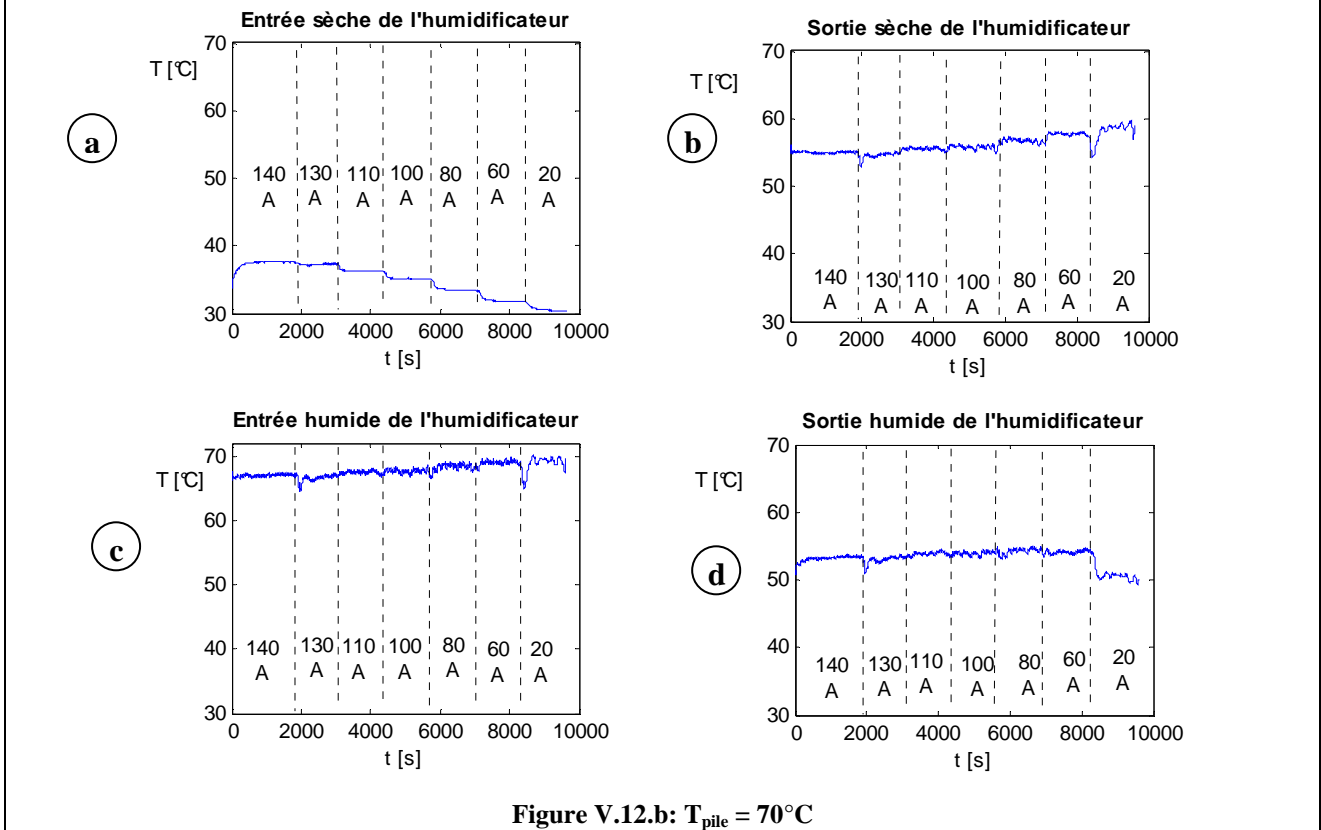 Entrée sèche de l'humidificateur
70
T [°C]
60
a
50
140 130 110 100 80 60 20
A A A A A A A
40
30
0 2000 4000 6000 8000 10000
t [s]
Sortie sèche de l'humidificateur
70
T [°C]
60
b
50
40
140 130 110 100 80 60 20
A A A A A A A
30
0 2000 4000 6000 8000 10000
t [s]
Entrée humide de l'humidificateur
70
T [°C]
60
c
50
40
140 130 110 100 80 60 20
A A A A A A A
30
0 2000 4000 6000 8000 10000
t [s]
Sortie humide de l'humidificateur
70
T [°C]
60
d
50
40
140 130 110 100 80 60 20
A A A A A A A
30
0 2000 4000 6000 8000 10000
t [s]
Figure V.12.b: Tpile = 70°C